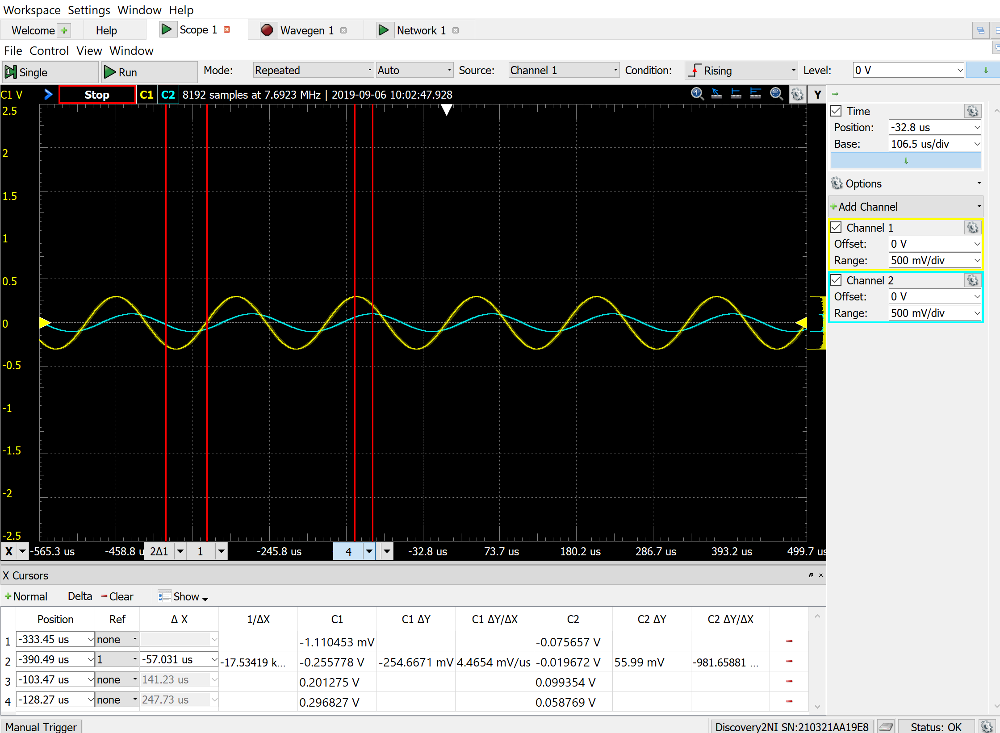 Workspace Settings Window Help
Welcome Help Scope 1 Wavegen 1 Network 1
File Control View Window
Single Run Mode: Repeated Auto Source: Channel 1 Condition: Rising Level: 0 V
C1 V Stop C1 C2 8192 samples at 7.6923 MHz | 2019-09-06 10:02:47.928 Y
2.5
2
1.5
1
0.5
0
-0.5
-1
-1.5
-2
-2.5
X -565.3 us -458.8 u 2Δ1 1 -245.8 us 4 -32.8 us 73.7 us 180.2 us 286.7 us 393.2 us 499.7 us
Time
Position: -32.8 us
Base: 106.5 us/div
Options
Add Channel
Channel 1
Offset: 0 V
Range: 500 mV/div
Channel 2
Offset: 0 V
Range: 500 mV/div
X Cursors
Normal Delta Clear Show
Position Ref Δ X 1/ΔX C1 C1 ΔY C1 ΔY/ΔX C2 C2 ΔY C2 ΔY/ΔX
1 -333.45 us none -1.110453 mV -0.075657 V
2 -390.49 us 1 -57.031 us -17.53419 k... -0.255778 V -254.6671 mV 4.4654 mV/us -0.019672 V 55.99 mV -981.65881 ...
3 -103.47 us none 141.23 us 0.201275 V 0.099354 V
4 -128.27 us none 247.73 us 0.296827 V 0.058769 V
Manual Trigger Discovery2NI SN:210321AA19E8 Status: OK